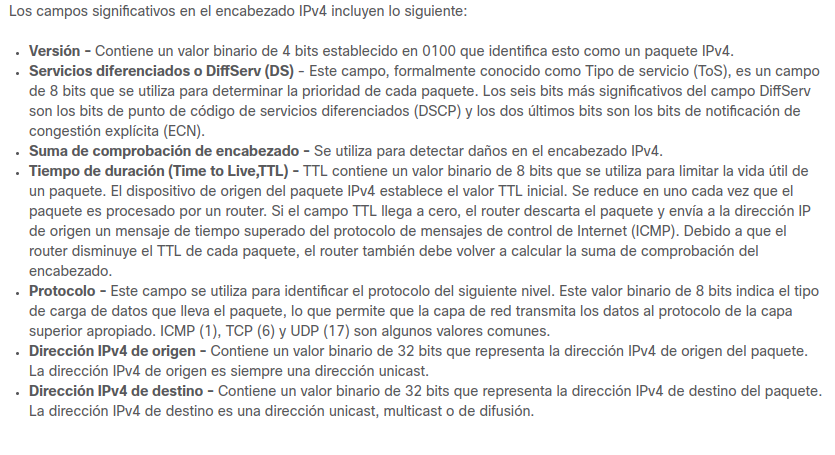 Los campos significativos en el encabezado IPv4 incluyen lo siguiente:
• Versión - Contiene un valor binario de 4 bits establecido en 0100 que identifica esto como un paquete IPv4.
• Servicios diferenciados o DiffServ (DS) - Este campo, formalmente conocido como Tipo de servicio (ToS), es un campo
de 8 bits que se utiliza para determinar la prioridad de cada paquete. Los seis bits más significativos del campo DiffServ
son los bits de punto de código de servicios diferenciados (DSCP) y los dos últimos bits son los bits de notificación de
congestión explícita (ECN).
• Suma de comprobación de encabezado - Se utiliza para detectar daños en el encabezado IPv4.
• Tiempo de duración (Time to Live,TTL) - TTL contiene un valor binario de 8 bits que se utiliza para limitar la vida útil de
un paquete. El dispositivo de origen del paquete IPv4 establece el valor TTL inicial. Se reduce en uno cada vez que el
paquete es procesado por un router. Si el campo TTL llega a cero, el router descarta el paquete y envía a la dirección IP
de origen un mensaje de tiempo superado del protocolo de mensajes de control de Internet (ICMP). Debido a que el
router disminuye el TTL de cada paquete, el router también debe volver a calcular la suma de comprobación del
encabezado.
• Protocolo - Este campo se utiliza para identificar el protocolo del siguiente nivel. Este valor binario de 8 bits indica el tipo
de carga de datos que lleva el paquete, lo que permite que la capa de red transmita los datos al protocolo de la capa
superior apropiado. ICMP (1), TCP (6) y UDP (17) son algunos valores comunes.
• Dirección IPv4 de origen - Contiene un valor binario de 32 bits que representa la dirección IPv4 de origen del paquete.
La dirección IPv4 de origen es siempre una dirección unicast.
• Dirección IPv4 de destino - Contiene un valor binario de 32 bits que representa la dirección IPv4 de destino del paquete.
La dirección IPv4 de destino es una dirección unicast, multicast o de difusión.